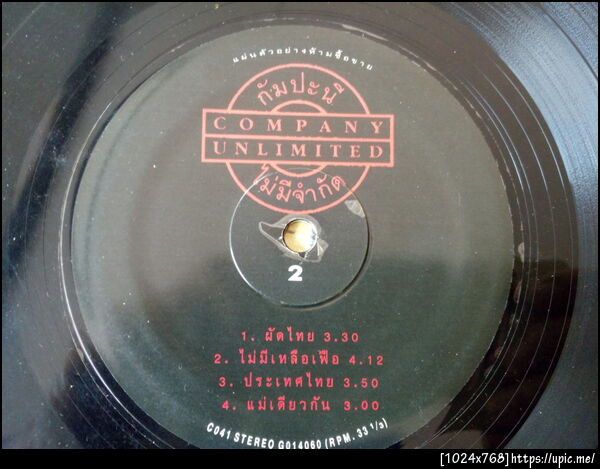 แผ่นตัวอย่างห้ามซื้อขาย
กัมปะนี
COMPANY
UNLIMITED
ไม่มีจำกัด
2
1. ผัดไทย 3.30
2. ไม่มีเหลือเฟือ 4.12
3. ประเทศไทย 3.50
4. แม่เดียวกัน 3.00
C041 STEREO G014060 (RPM. 33 1/3)
[1024x768]https://upic.me/